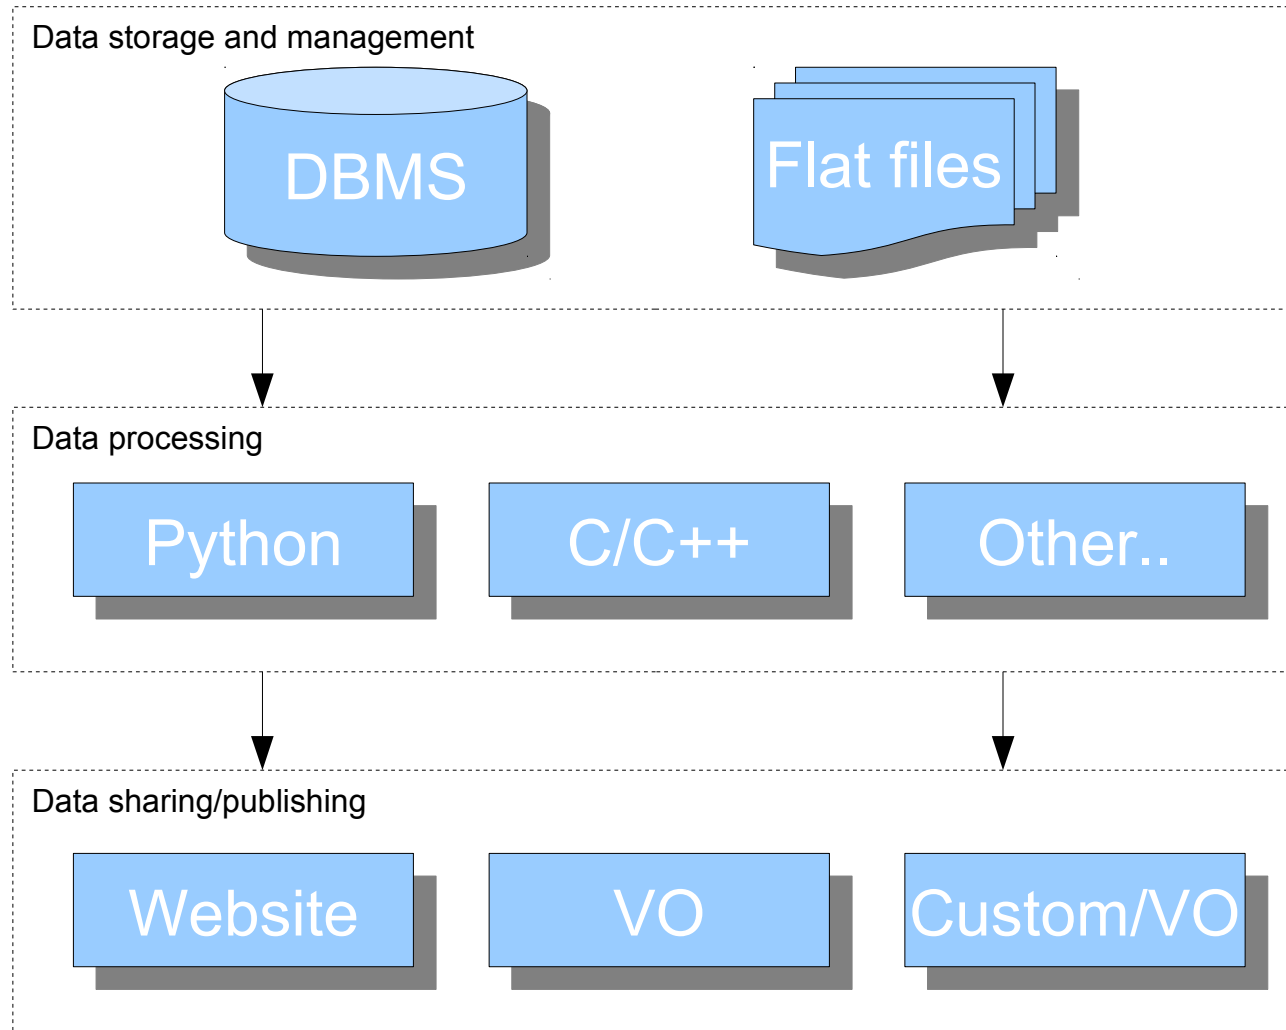 Data storage and management
DBMS
Flat files
Data processing
Python
C/C++
Other..
Data sharing/publishing
Website
VO
Custom/VO